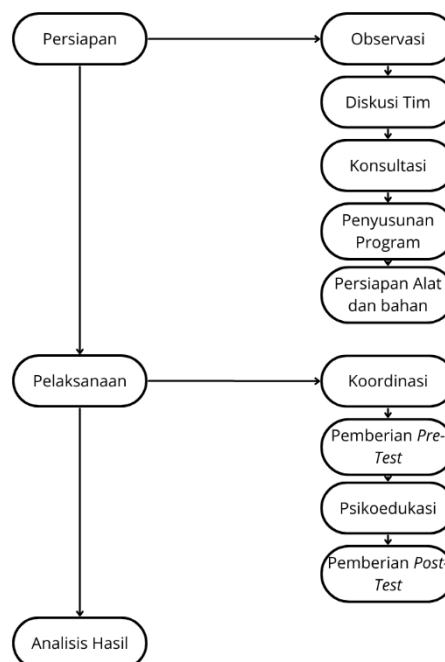 Persiapan
Observasi
Diskusi Tim
Konsultasi
Penyusunan
Program
Persiapan Alat
dan bahan
Pelaksanaan
Koordinasi
Pemberian Pre-
Test
Psikoedukasi
Pemberian Post-
Test
Analisis Hasil